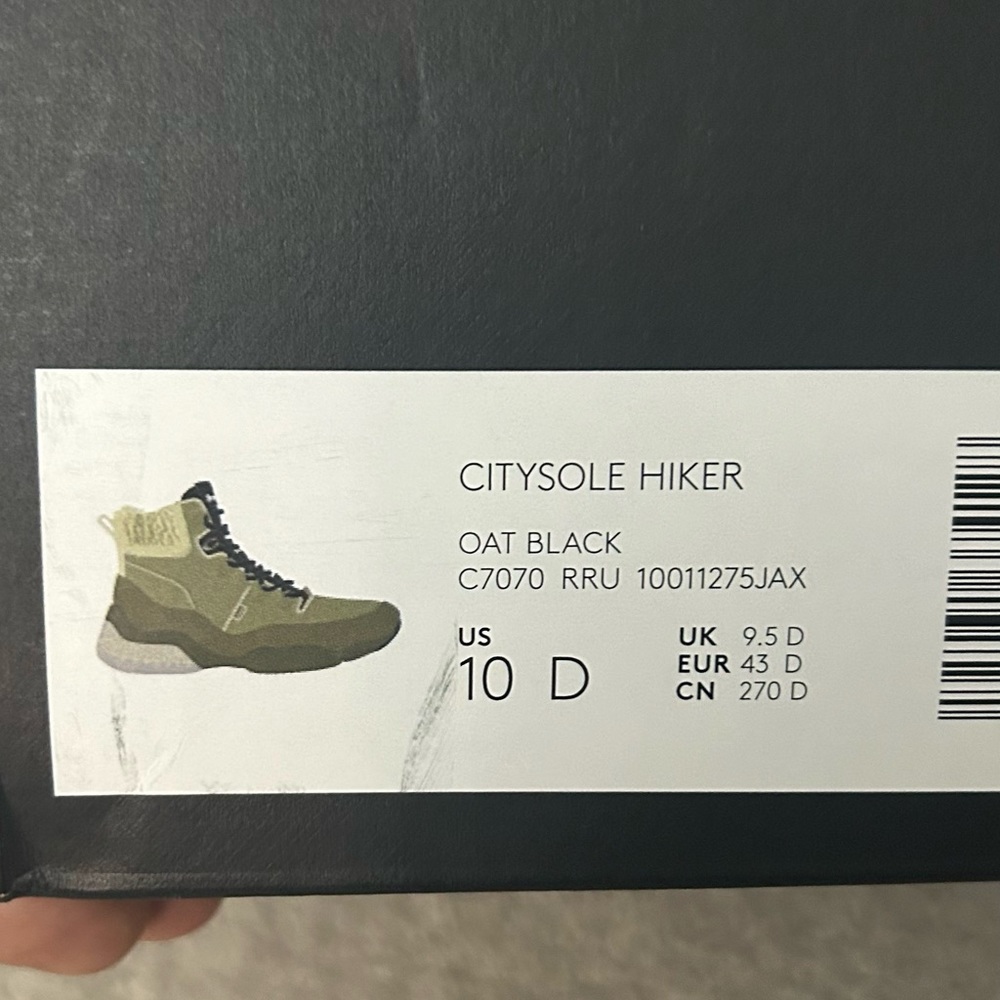 CITYSOLE HIKER
OAT BLACK
C7070 RRU 10011275JAX
US
10 D
UK 9.5 D
EUR 43 D
CN 270 D